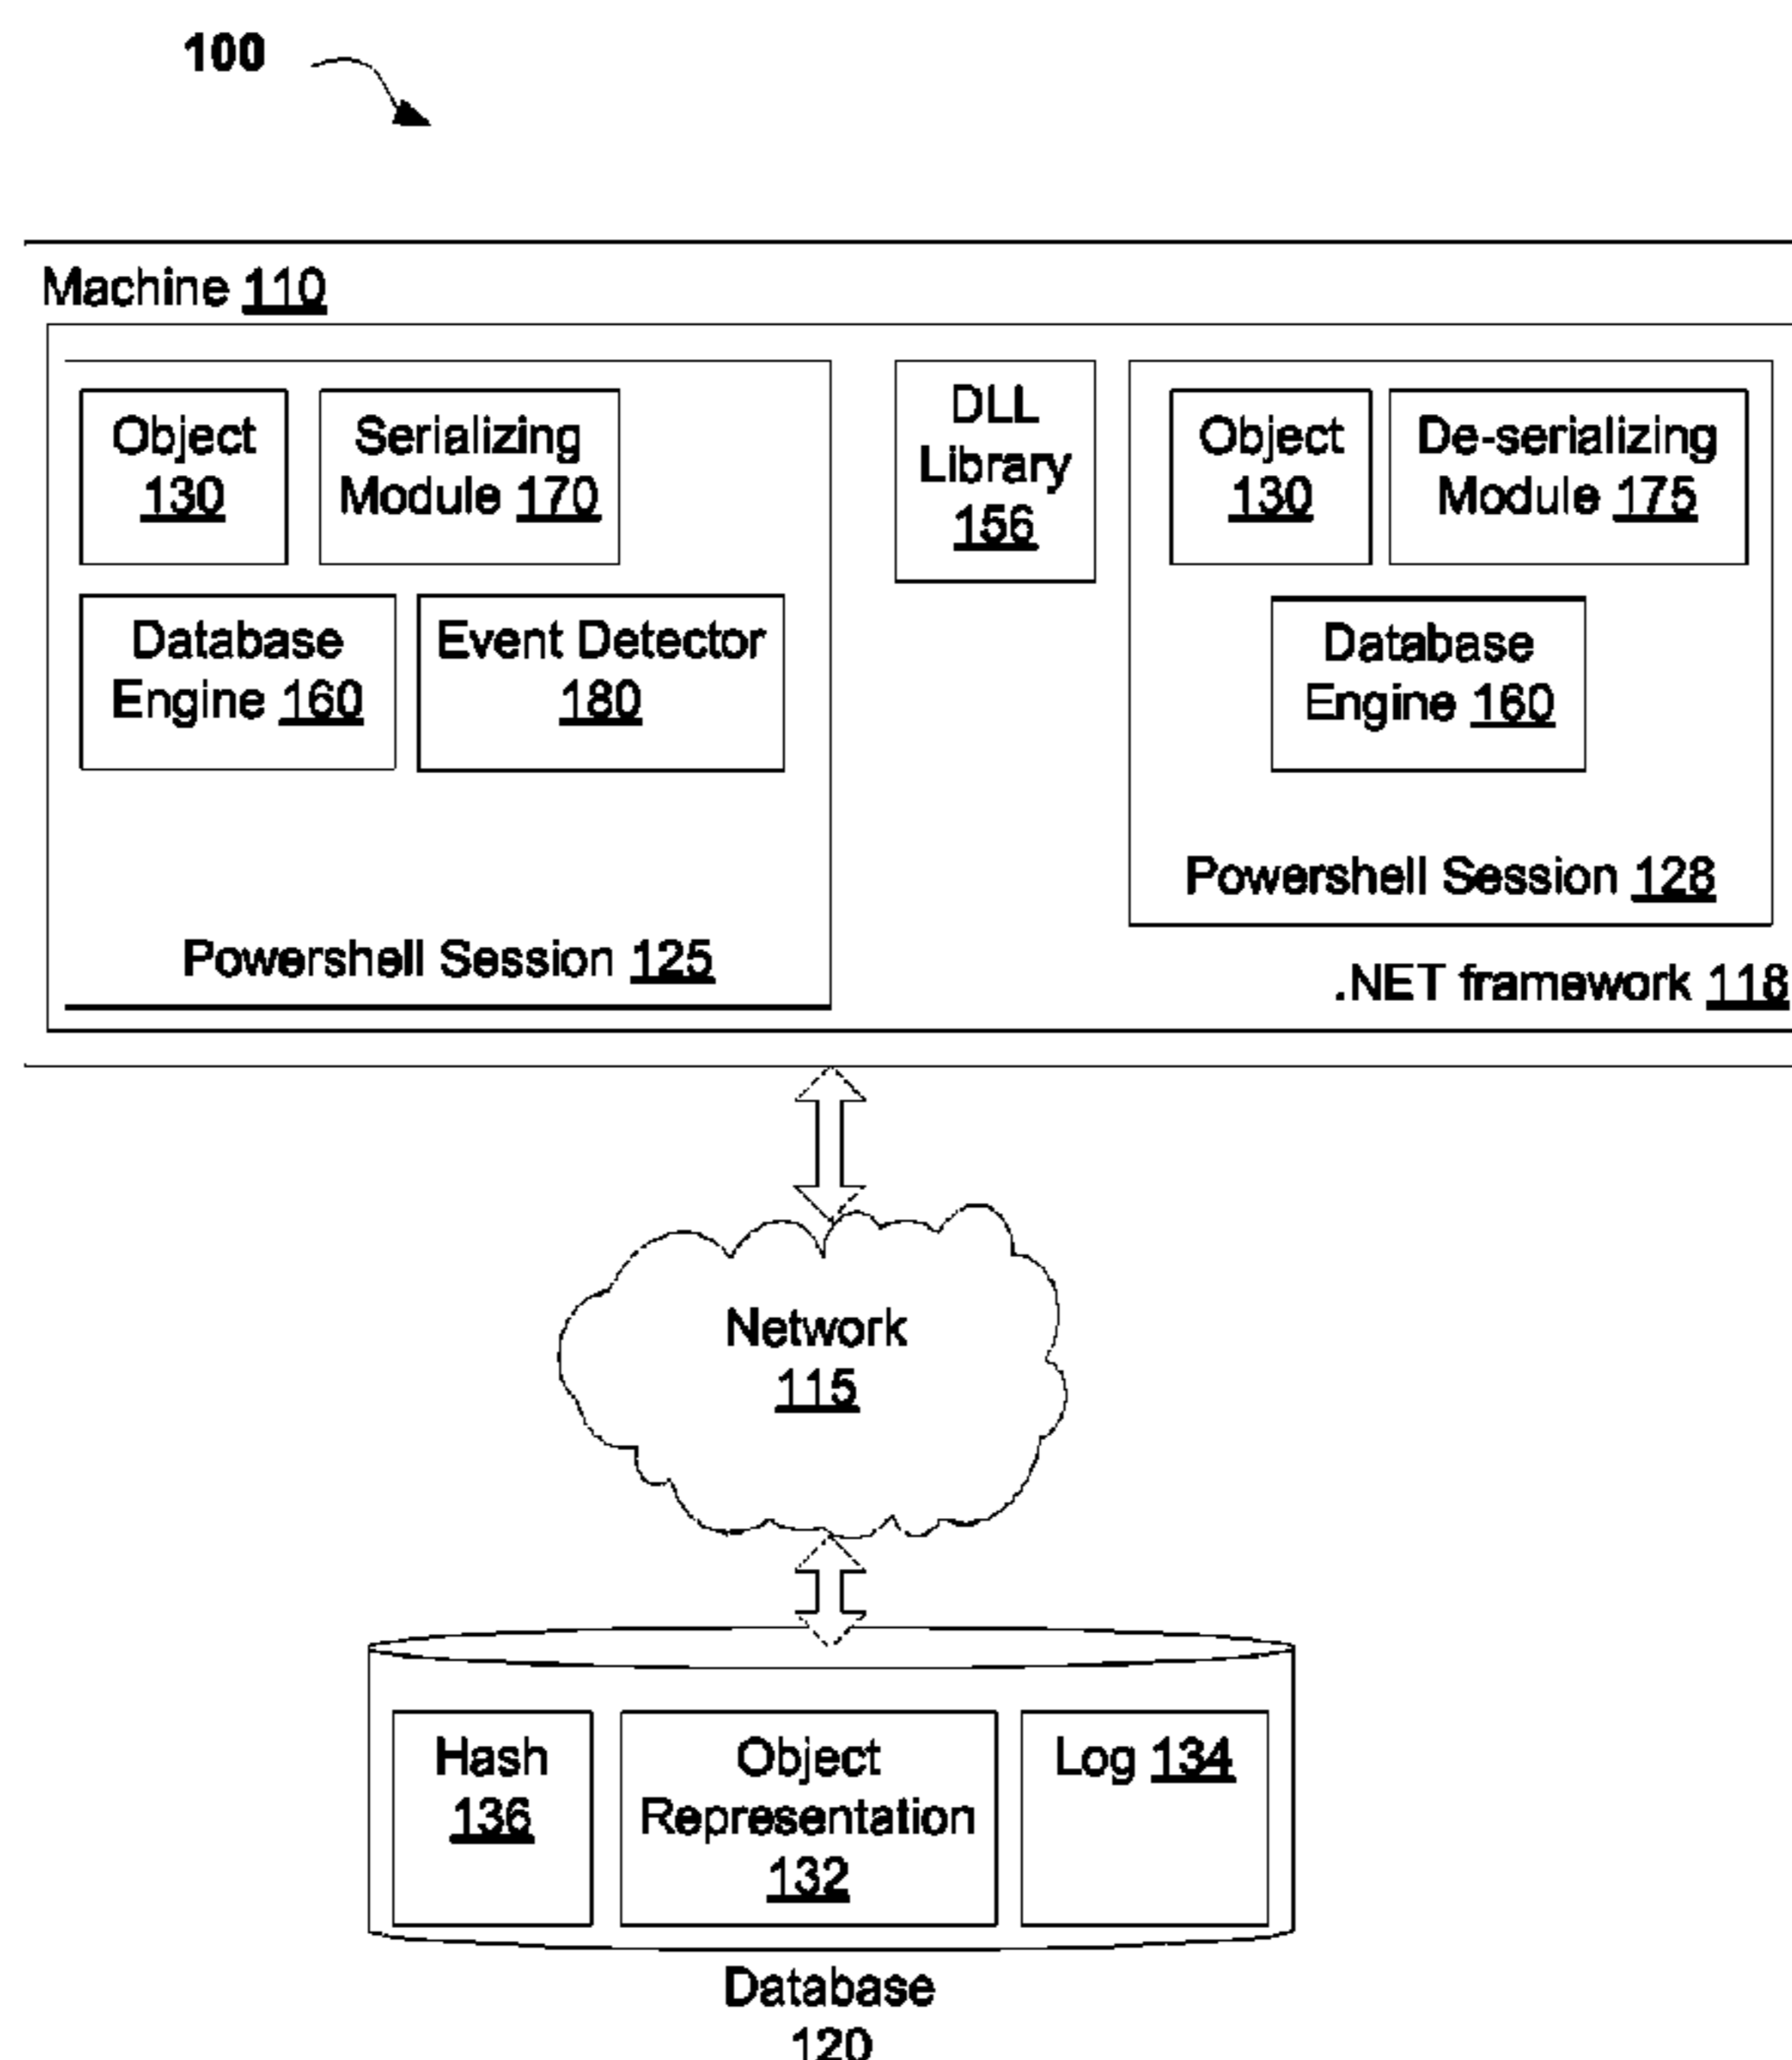 100
Machine 110
Object
130
Serializing
Module 170
Database
Engine 160
Event Detector
180
Powershell Session 125
DLL
Library
156
Object
130
De-serializing
Module 175
Database
Engine 160
Powershell Session 128
.NET framework 118
Network
115
Hash
136
Object
Representation
132
Log 134
Database
120